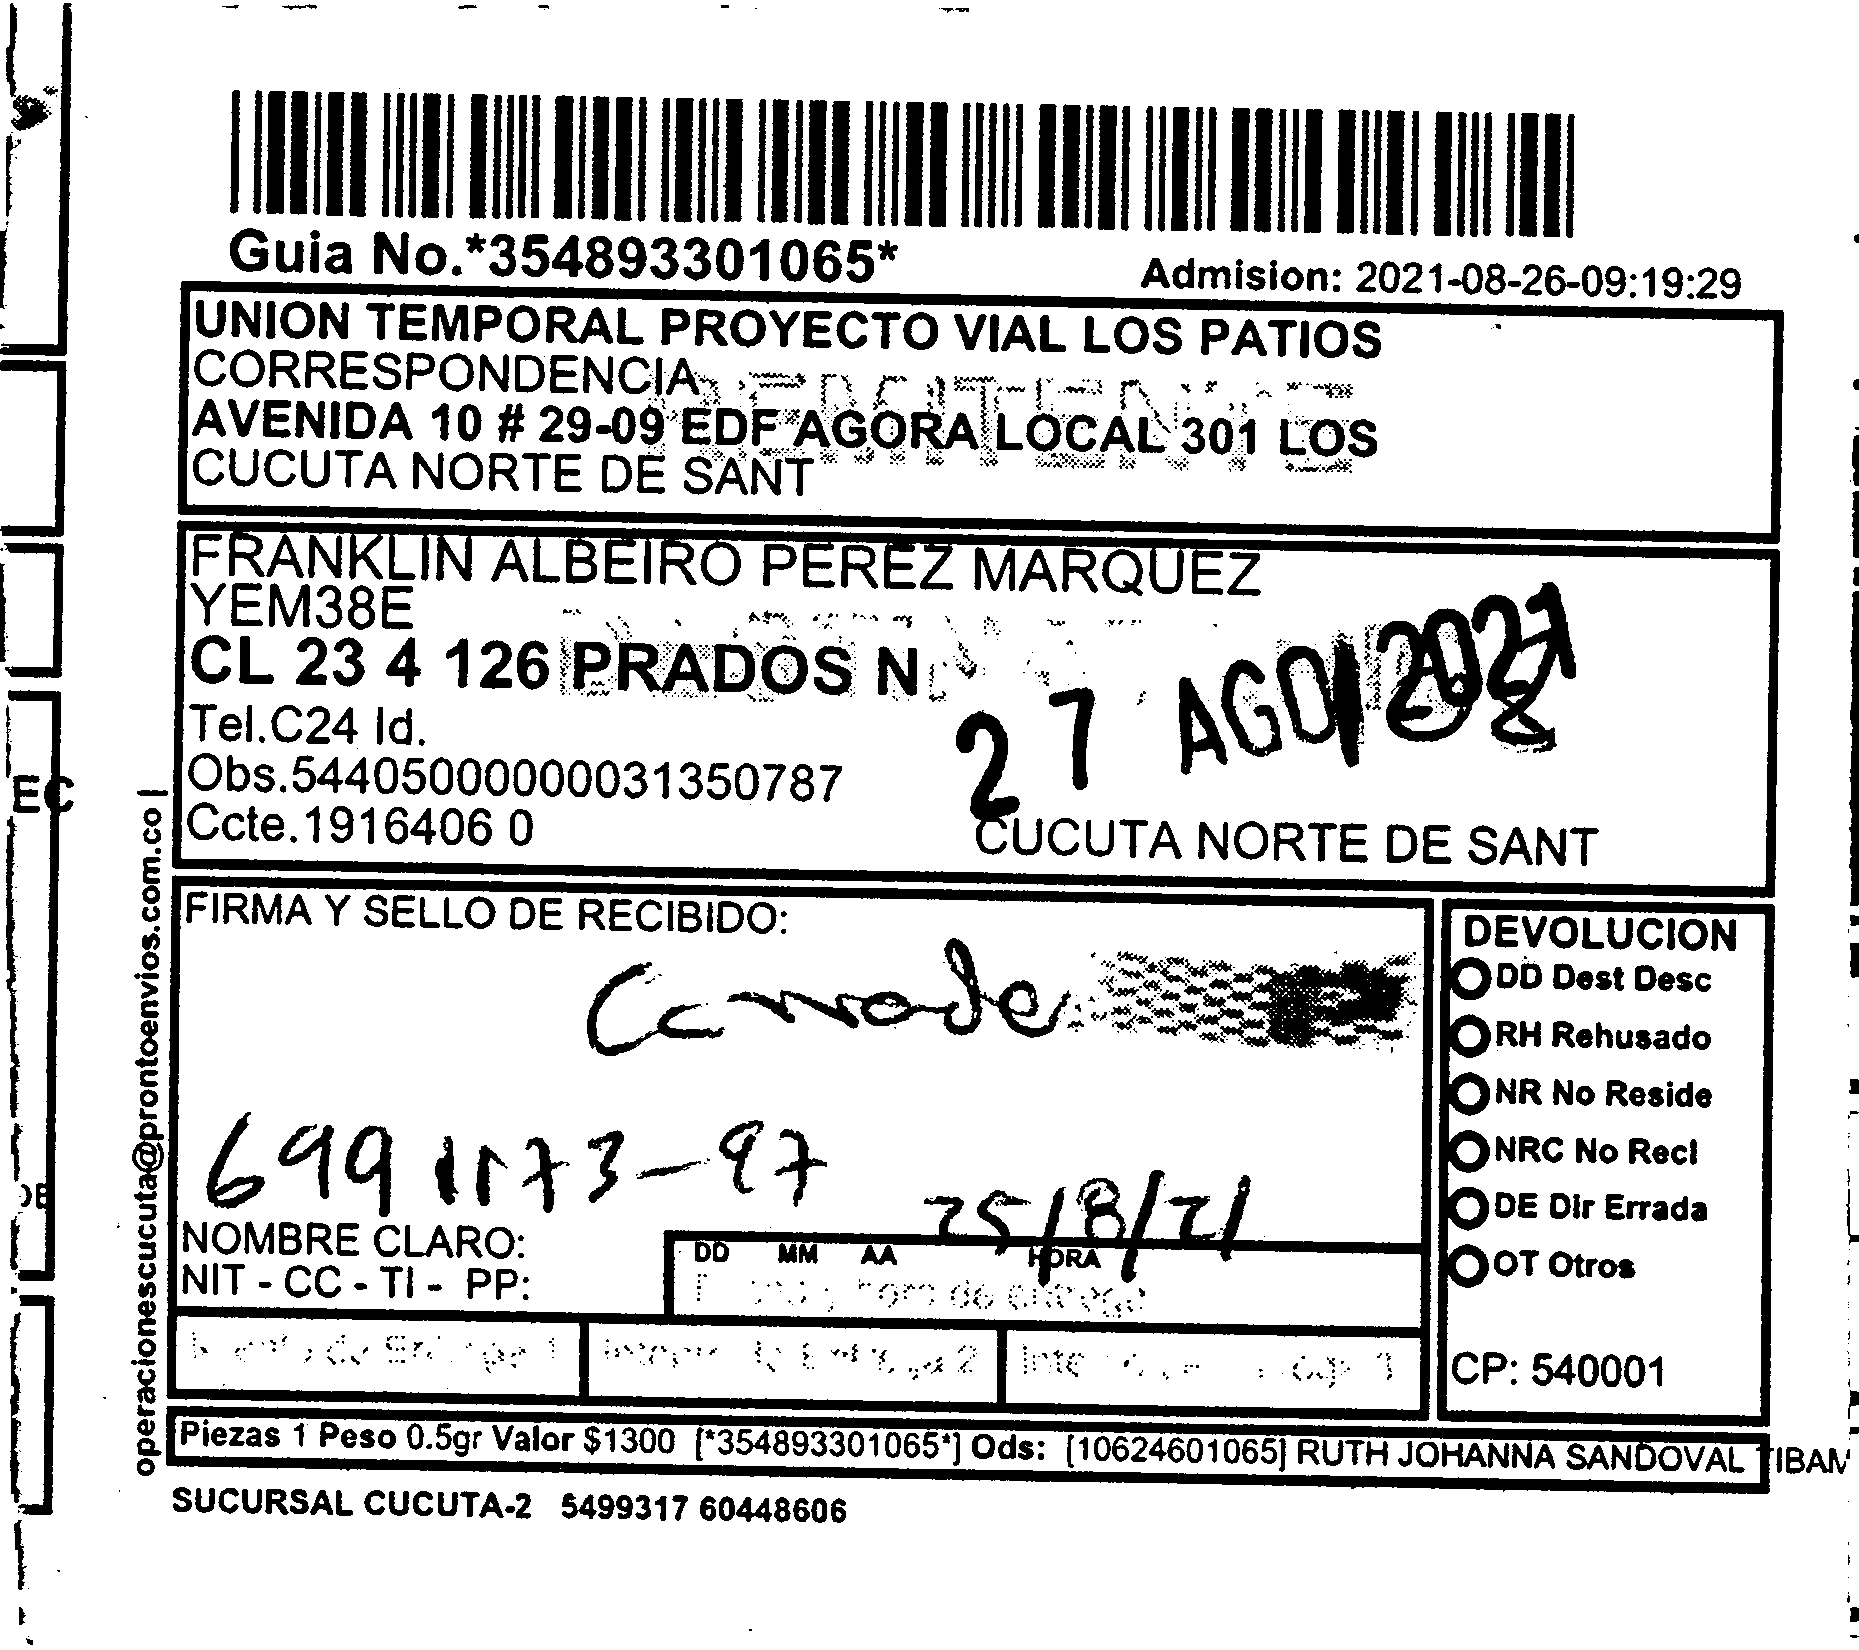 Guia No.*354893301065*
Admision: 2021-08-26-09:19:29
UNION TEMPORAL PROYECTO VIAL LOS PATIOS
CORRESPONDENCIA
REMITENTE
AVENIDA 10 # 29-09 EDF AGORA LOCAL 301 LOS
CUCUTA NORTE DE SANT
FRANKLIN ALBEIRO PEREZ MARQUEZ
YEM38E
CL 23 4 126 PRADOS N
27 AGO 2021
Tel.C24 Id.
Obs.544050000000031350787
Ccte.1916406 0
CUCUTA NORTE DE SANT
FIRMA Y SELLO DE RECIBIDO:
NOMBRE CLARO:
NIT - CC - TI - PP:
DD MM AA HORA
DEVOLUCION
DD Dest Desc
RH Rehusado
NR No Reside
NRC No Recl
DE Dir Errada
OT Otros
CP: 540001
Piezas 1 Peso 0.5gr Valor $1300 [*354893301065*] Ods: [10624601065] RUTH JOHANNA SANDOVAL TIBAM
SUCURSAL CUCUTA-2 5499317 60448606
operacionescucuta@prontoenvios.com.co |